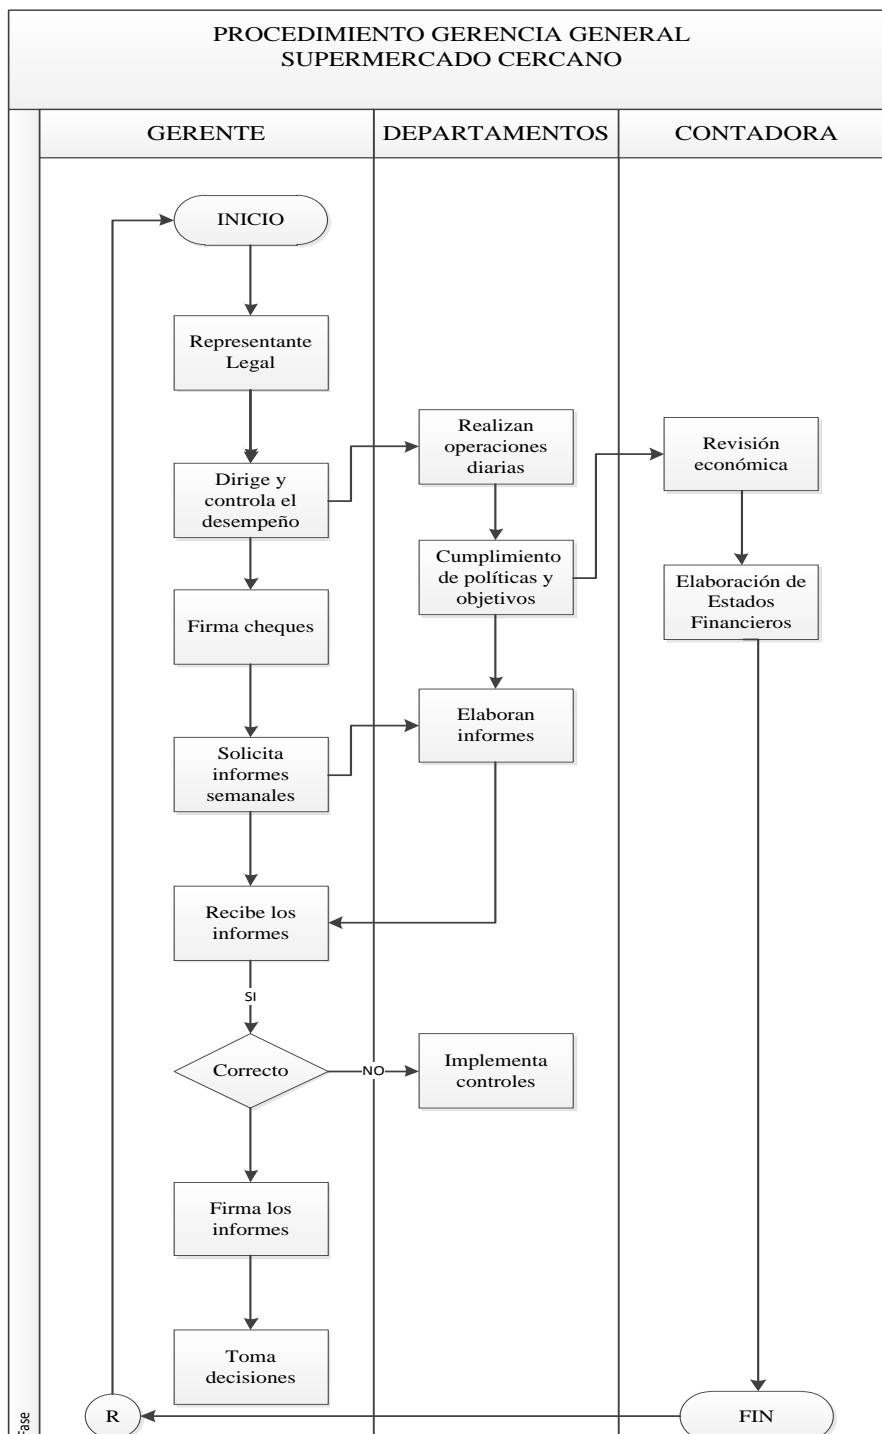 PROCEDIMIENTO GERENCIA GENERAL
SUPERMERCADO CERCANO
GERENTE
DEPARTAMENTOS
CONTADORA
INICIO
Representante
Legal
Realizan
operaciones
diarias
Revisión
económica
Dirige y
controla el
desempeño
Cumplimiento
de políticas y
objetivos
Elaboración de
Estados
Financieros
Firma cheques
Elaboran
informes
Solicita
informes
semanales
Recibe los
informes
SI
Correcto
NO
Implementa
controles
Firma los
informes
Toma
decisiones
R
FIN
Fase